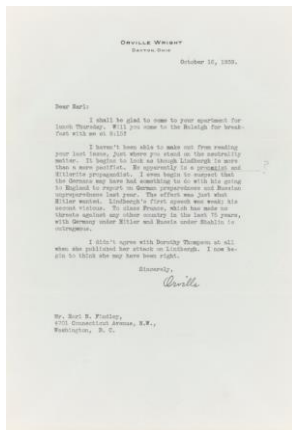 ORVILLE WRIGHT
DAYTON, OHIO
October 16, 1939.
Dear Earl:
I shall be glad to come to your apartment for
lunch Thursday. Will you come to the Raleigh for break-
fast with me at 8:15?
I haven't been able to make out from reading
your last issue, just where you stand on the neutrality
matter. It begins to look as though Lindbergh is more
than a mere pacifist. He apparently is a and
Hitlerite propagandist. I even begin to suspect that
the Germans may have had something to do with his going
to England to report on German preparedness and Russian
unpreparedness last year. The effect was just what
Hitler wanted. Lindbergh's first speech was weak; his
second vicious. To class France, which has made no
threats against any other country in the last 75 years,
with Germany under Hitler and Russia under Stahlin is
outrageous.
I didn't agree with Dorothy Thompson at all
when she published her attack on Lindbergh. I now be-
gin to think she may have been right.
Sincerely,
Orville
Mr. Earl N. Findley,
4701 Connecticut Avenue, N.W.,
Washington, D. C.